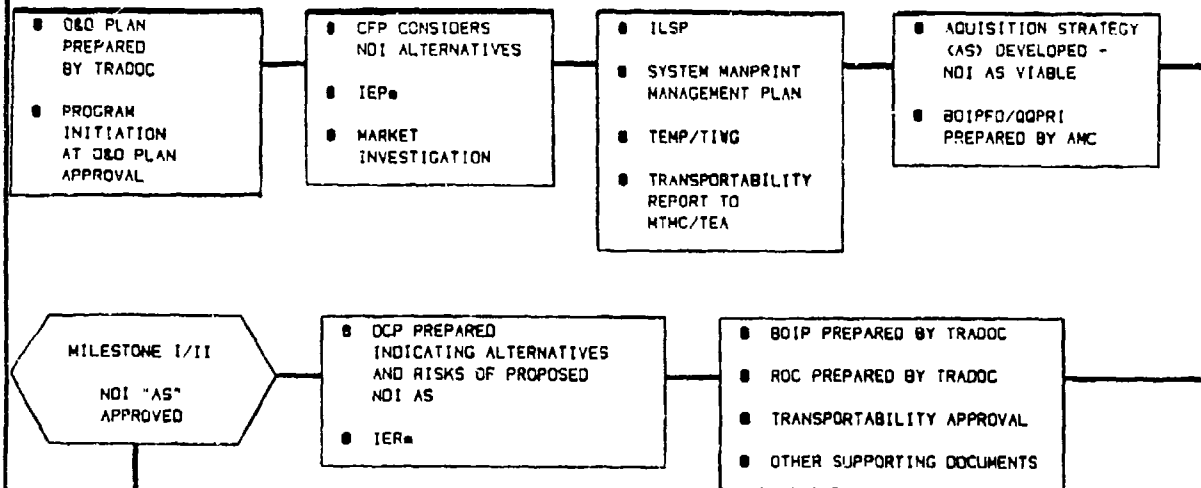 ● O&O PLAN
PREPARED
BY TRADOC
● PROGRAM
INITIATION
AT O&O PLAN
APPROVAL
● CFP CONSIDERS
NDI ALTERNATIVES
● IEP*
● MARKET
INVESTIGATION
● ILSP
● SYSTEM MANPRINT
MANAGEMENT PLAN
● TEMP/TIWG
● TRANSPORTABILITY
REPORT TO
MTMC/TEA
● AQUISITION STRATEGY
(AS) DEVELOPED -
NDI AS VIABLE
● BOIPFD/QQPRI
PREPARED BY AMC
MILESTONE I/II
NDI "AS"
APPROVED
● DCP PREPARED
INDICATING ALTERNATIVES
AND RISKS OF PROPOSED
NDI AS
● IER*
● BOIP PREPARED BY TRADOC
● ROC PREPARED BY TRADOC
● TRANSPORTABILITY APPROVAL
● OTHER SUPPORTING DOCUMENTS